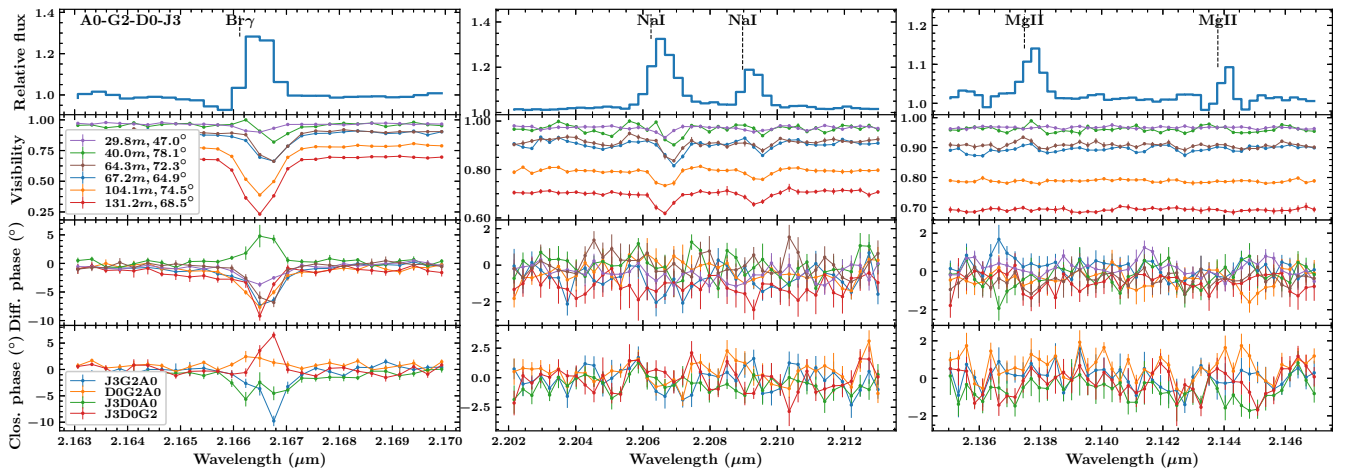 A0-G2-D0-J3
Brγ
NaI
NaI
MgII
MgII
Relative flux
1.2
1.0
1.4
1.2
1.0
1.2
1.1
1.0
Visibility
1.00
0.75
0.50
0.25
29.8m, 47.0°
40.0m, 78.1°
64.3m, 72.3°
67.2m, 64.9°
104.1m, 74.5°
131.2m, 68.5°
1.00
0.90
0.80
0.70
0.60
1.00
0.90
0.80
0.70
Diff. phase (°)
5
0
−5
−10
2
0
−2
2
0
−2
Clos. phase (°)
5
0
−5
−10
J3G2A0
D0G2A0
J3D0A0
J3D0G2
2.5
0.0
−2.5
2
0
−2
2.163 2.164 2.165 2.166 2.167 2.168 2.169 2.170
2.202 2.204 2.206 2.208 2.210 2.212
2.136 2.138 2.140 2.142 2.144 2.146
Wavelength (μm)
Wavelength (μm)
Wavelength (μm)